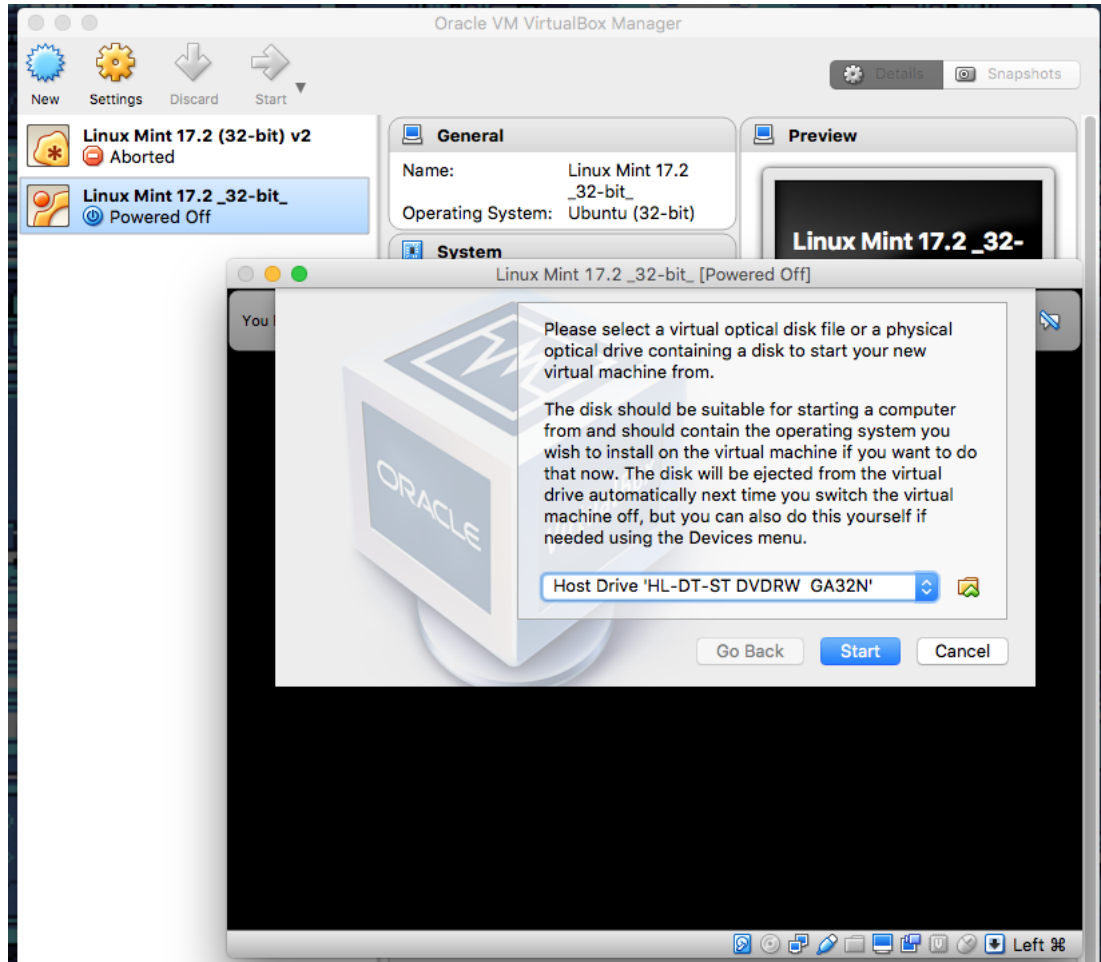 Oracle VM VirtualBox Manager
New Settings Discard Start
Details Snapshots
Linux Mint 17.2 (32-bit) v2
Aborted
Linux Mint 17.2 _32-bit_
Powered Off
General
Name: Linux Mint 17.2
_32-bit_
Operating System: Ubuntu (32-bit)
System
Preview
Linux Mint 17.2 _32-
Linux Mint 17.2 _32-bit_ [Powered Off]
You
Please select a virtual optical disk file or a physical
optical drive containing a disk to start your new
virtual machine from.
The disk should be suitable for starting a computer
from and should contain the operating system you
wish to install on the virtual machine if you want to do
that now. The disk will be ejected from the virtual
drive automatically next time you switch the virtual
machine off, but you can also do this yourself if
needed using the Devices menu.
ORACLE
Host Drive 'HL-DT-ST DVDRW GA32N'
Go Back Start Cancel
Left ⌘